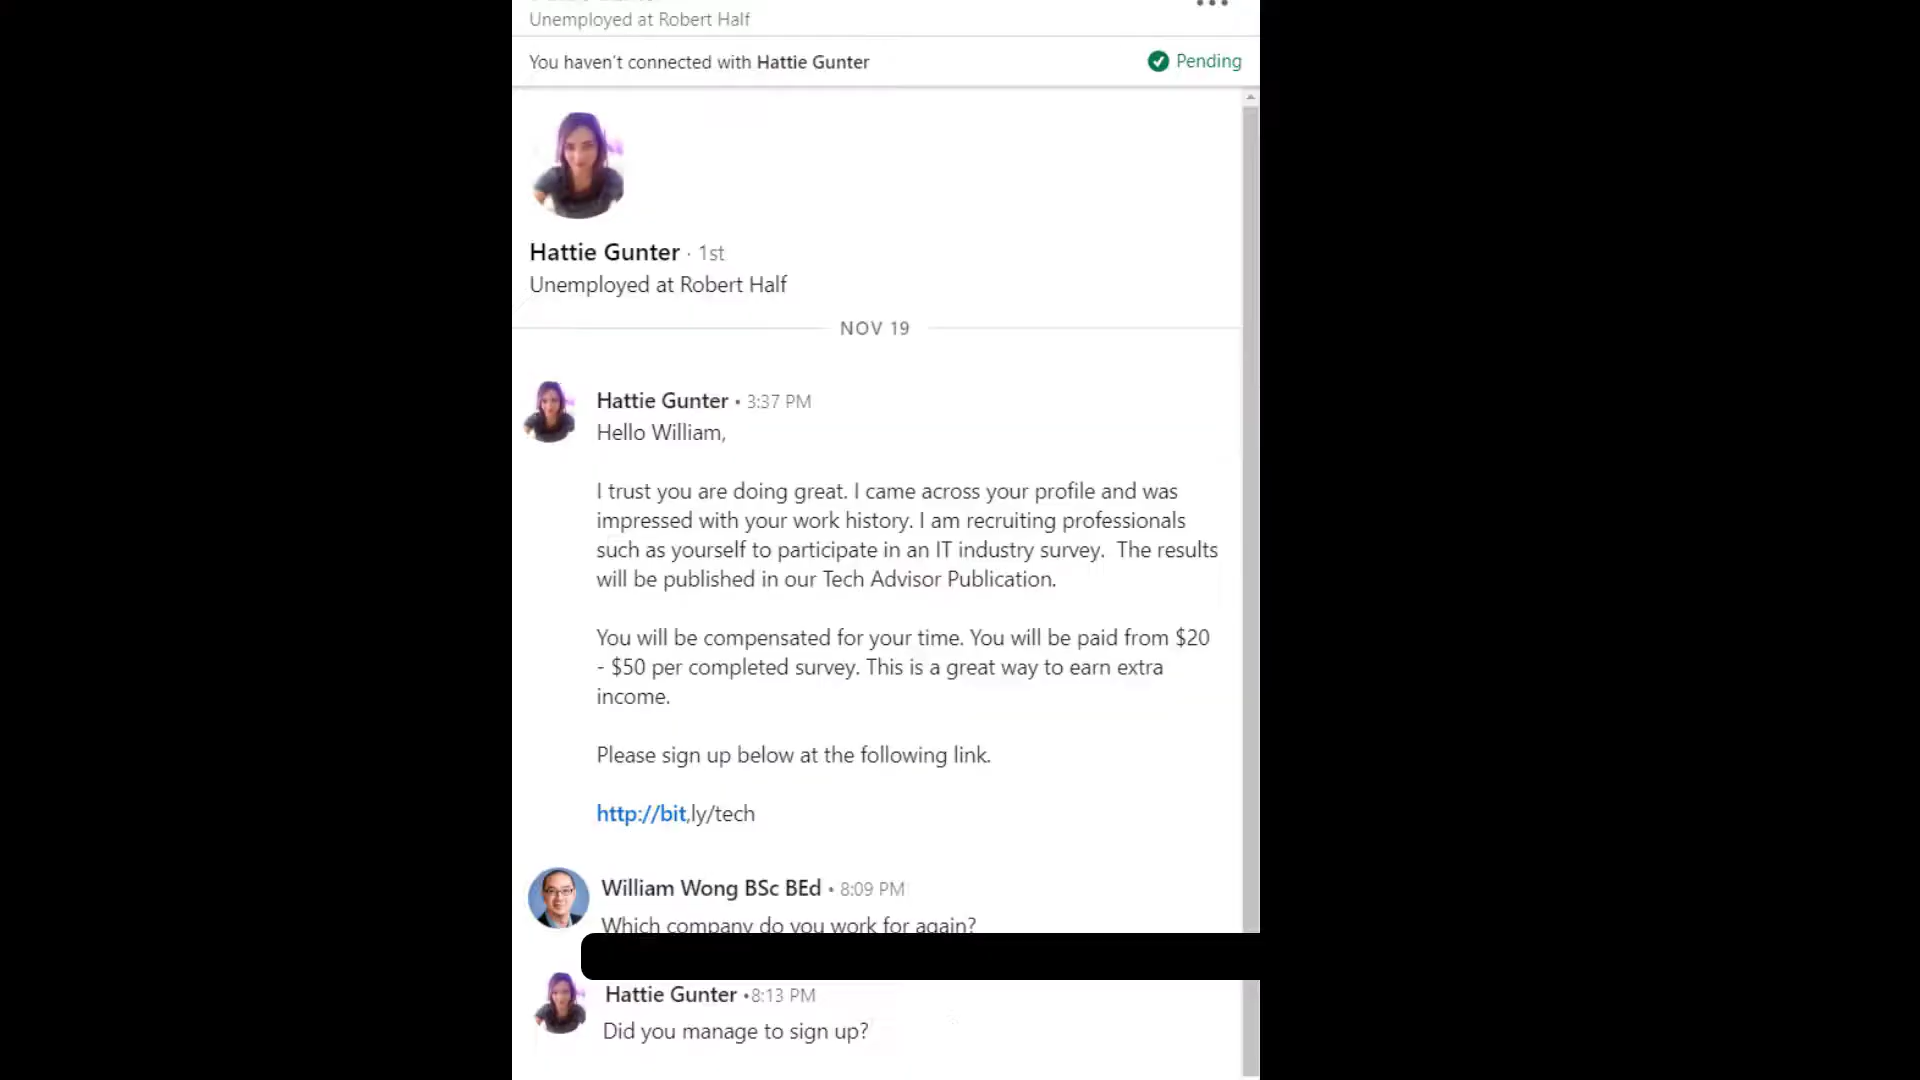 Unemployed at Robert Half
You haven't connected with Hattie Gunter
Pending
Hattie Gunter · 1st
Unemployed at Robert Half
NOV 19
Hattie Gunter • 3:37 PM
Hello William,
I trust you are doing great. I came across your profile and was
impressed with your work history. I am recruiting professionals
such as yourself to participate in an IT industry survey.  The results
will be published in our Tech Advisor Publication.
You will be compensated for your time. You will be paid from $20
- $50 per completed survey. This is a great way to earn extra
income.
Please sign up below at the following link.
http://bit,ly/tech
William Wong BSc BEd • 8:09 PM
Which company do you work for again?
Hattie Gunter •8:13 PM
Did you manage to sign up?